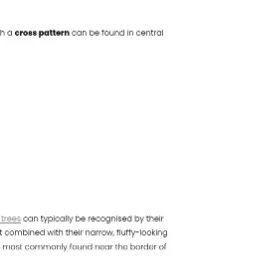 h a cross pattern can be found in central
trees can typically be recognised by their
t combined with their narrow, fluffy-looking
most commonly found near the border of